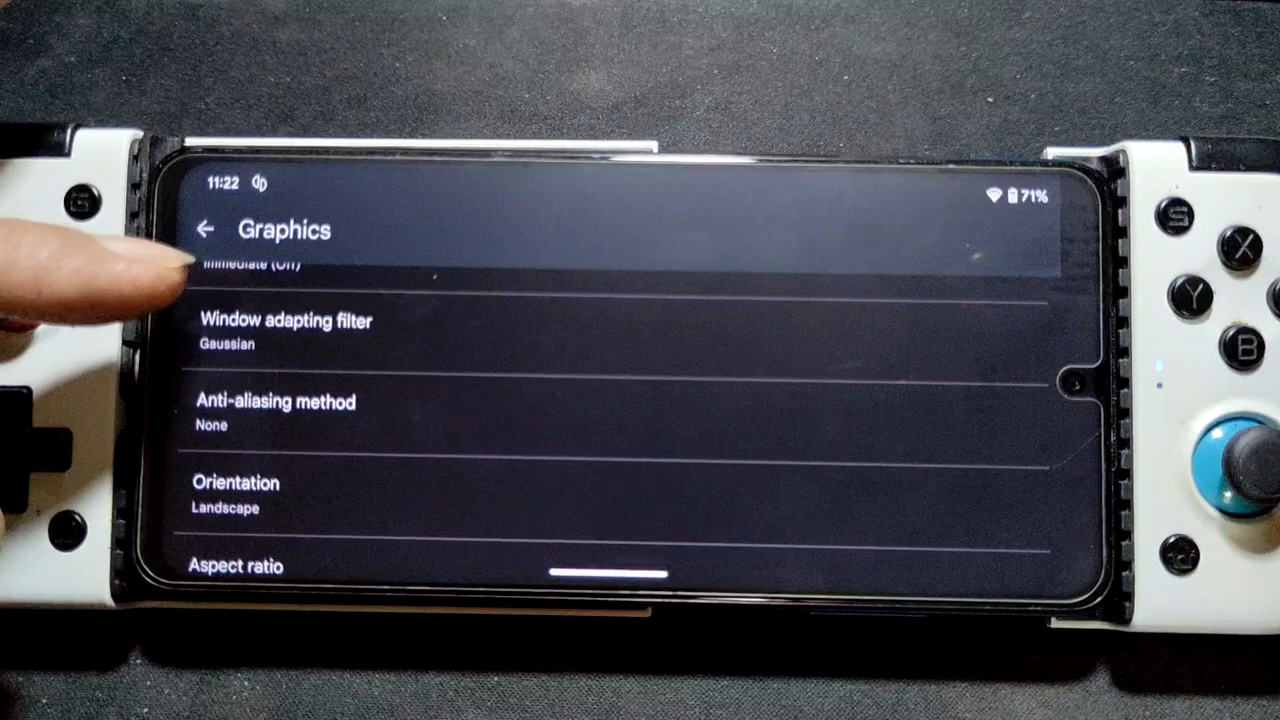 11:22
71%
Graphics
Immediate (Off)
Window adapting filter
Gaussian
Anti-aliasing method
None
Orientation
Landscape
Aspect ratio
G
S
X
Y
B